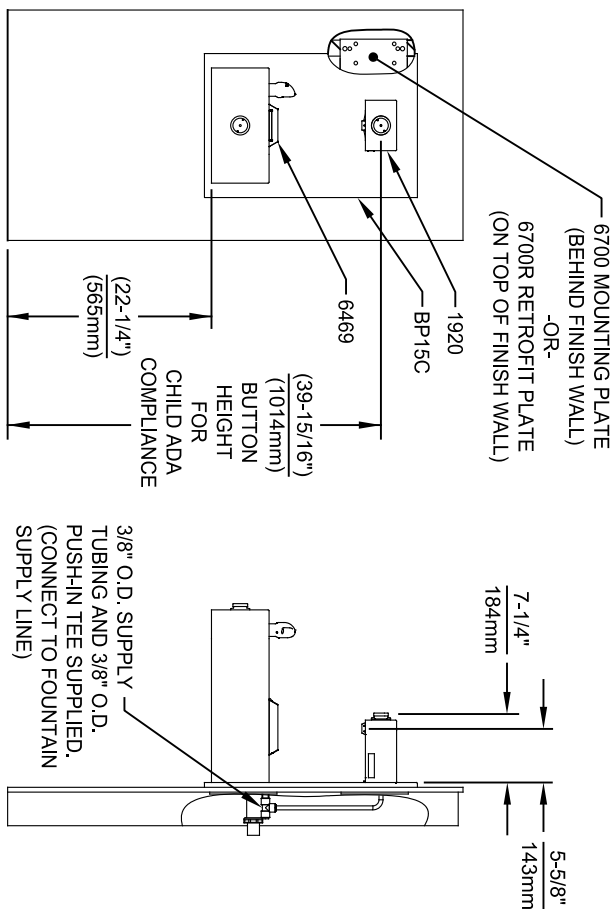 6700 MOUNTING PLATE
(BEHIND FINISH WALL)
-OR-
6700R RETROFIT PLATE
(ON TOP OF FINISH WALL)
1920
BP15C
6469
(22-1/4")
(565mm)
(39-15/16")
(1014mm)
BUTTON
HEIGHT
FOR
CHILD ADA
COMPLIANCE
7-1/4"
184mm
5-5/8"
143mm
3/8" O.D. SUPPLY
TUBING AND 3/8" O.D.
PUSH-IN TEE SUPPLIED.
(CONNECT TO FOUNTAIN
SUPPLY LINE)